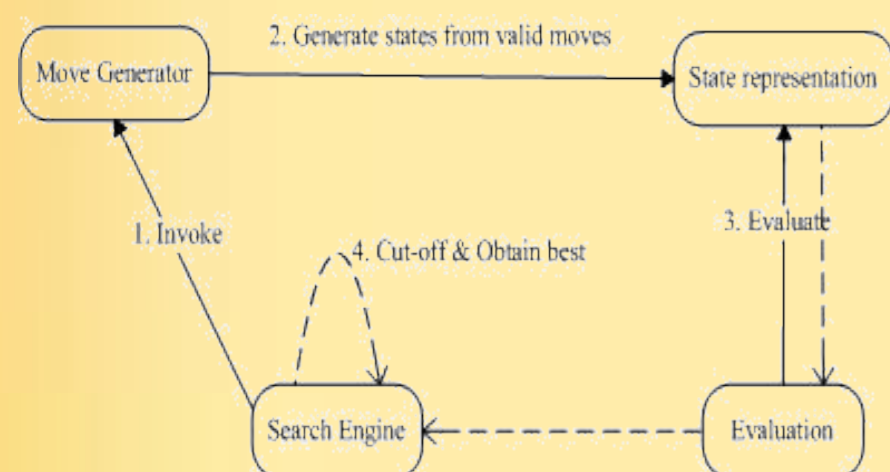 2. Generate states from valid moves
Move Generator
State representation
1. Invoke
3. Evaluate
4. Cut-off & Obtain best
Search Engine
Evaluation